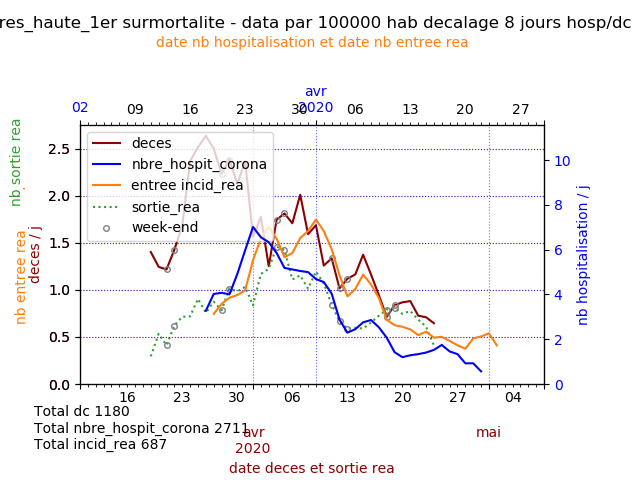 res_haute_1er surmortalite - data par 100000 hab decalage 8 jours hosp/dc
date nb hospitalisation et date nb entree rea
avr
02 09 16 23 30 2020 06 13 20 27
deces
nbre_hospit_corona
entree incid_rea
sortie_rea
week-end
2.5
2.0
1.5
1.0
0.5
0.0
10
8
6
4
2
0
nb sortie rea
nb entree rea
deces / j
nb hospitalisation / j
16 23 30 06 13 20 27 04
Total dc 1180
Total nbre_hospit_corona 2711
Total incid_rea 687
avr
2020
mai
date deces et sortie rea